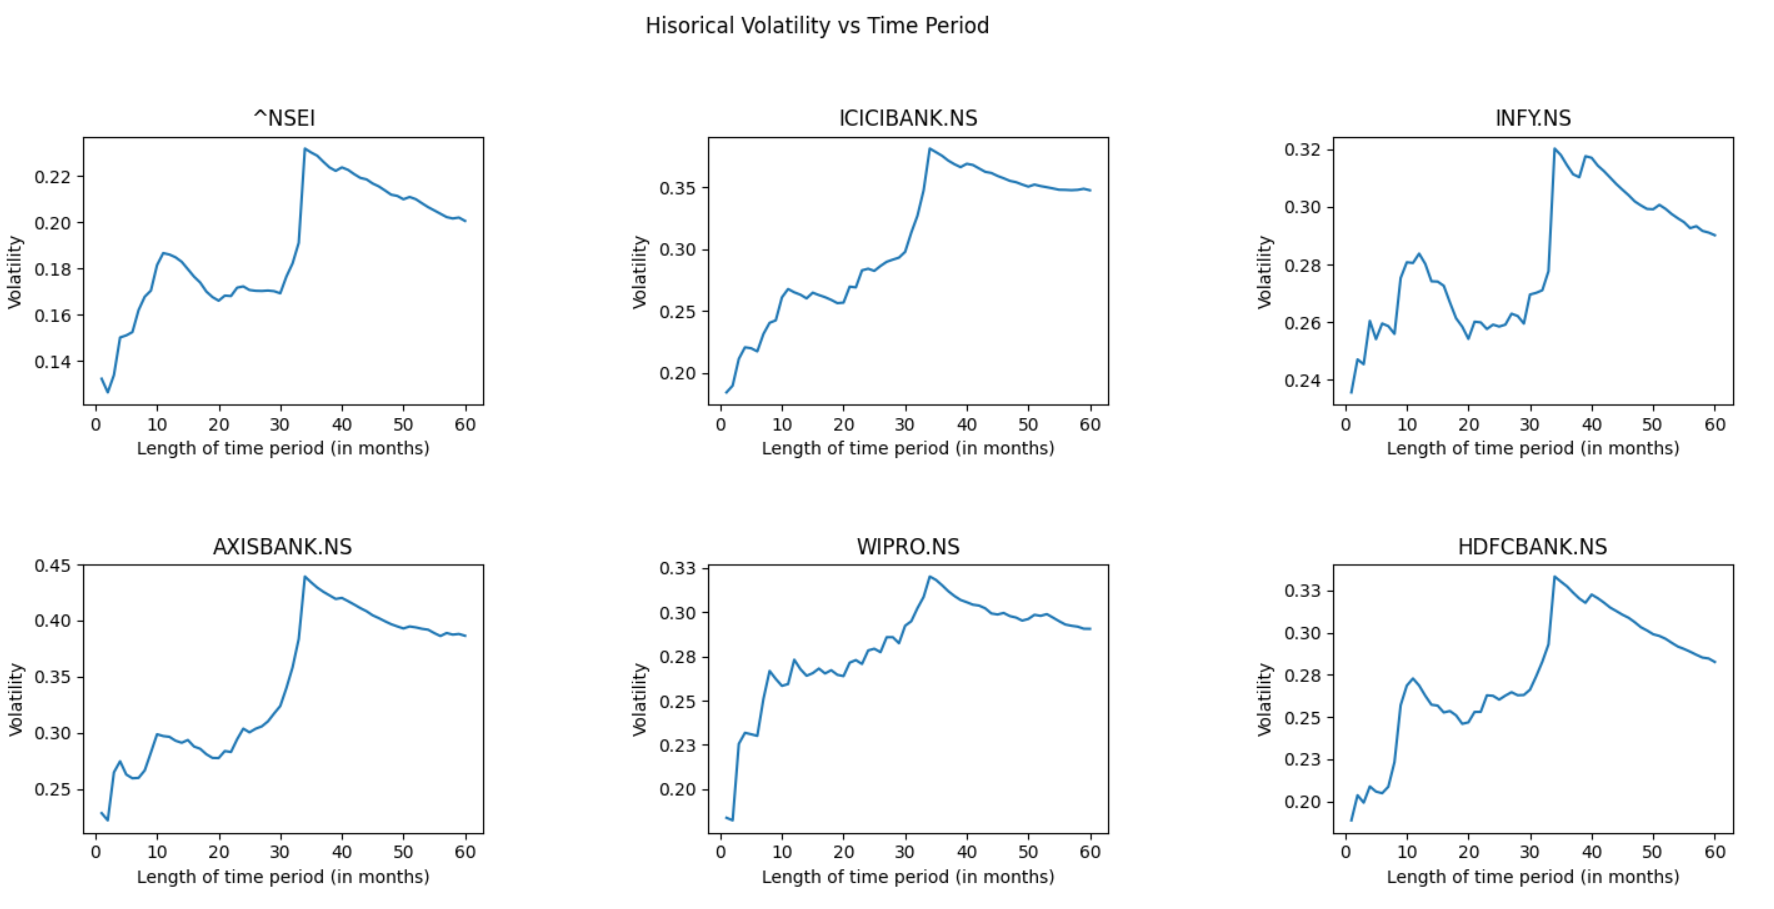 Hisorical Volatility vs Time Period
^NSEI
Volatility
0.22
0.20
0.18
0.16
0.14
0 10 20 30 40 50 60
Length of time period (in months)
ICICIBANK.NS
Volatility
0.35
0.30
0.25
0.20
0 10 20 30 40 50 60
Length of time period (in months)
INFY.NS
Volatility
0.32
0.30
0.28
0.26
0.24
0 10 20 30 40 50 60
Length of time period (in months)
AXISBANK.NS
Volatility
0.45
0.40
0.35
0.30
0.25
0 10 20 30 40 50 60
Length of time period (in months)
WIPRO.NS
Volatility
0.33
0.30
0.28
0.25
0.23
0.20
0 10 20 30 40 50 60
Length of time period (in months)
HDFCBANK.NS
Volatility
0.33
0.30
0.28
0.25
0.23
0.20
0 10 20 30 40 50 60
Length of time period (in months)